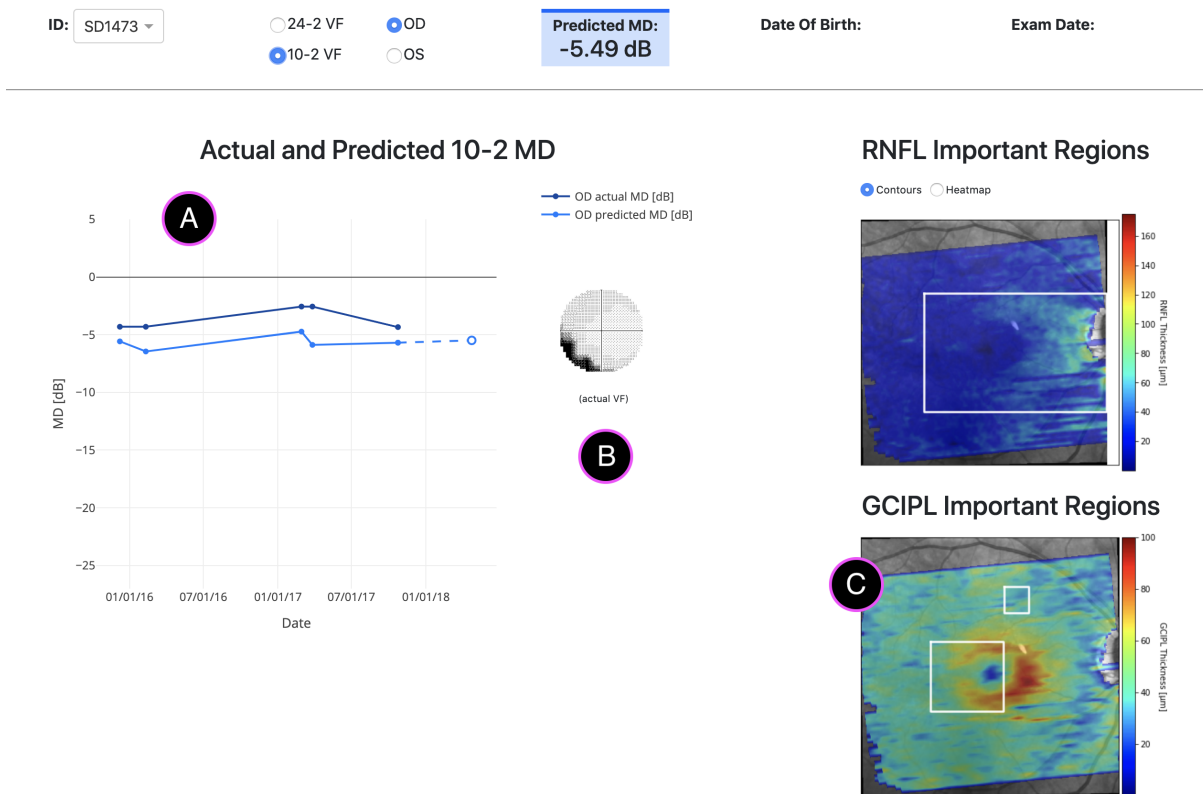 ID: SD1473
24-2 VF
10-2 VF
OD
OS
Predicted MD:
-5.49 dB
Date Of Birth:
Exam Date:
Actual and Predicted 10-2 MD
A
OD actual MD [dB]
OD predicted MD [dB]
5
0
−5
−10
−15
−20
−25
MD [dB]
01/01/16 07/01/16 01/01/17 07/01/17 01/01/18
Date
(actual VF)
B
RNFL Important Regions
Contours Heatmap
160
140
120
100
80
60
40
20
RNFL Thickness [μm]
GCIPL Important Regions
C
100
80
60
40
20
GCIPL Thickness [μm]